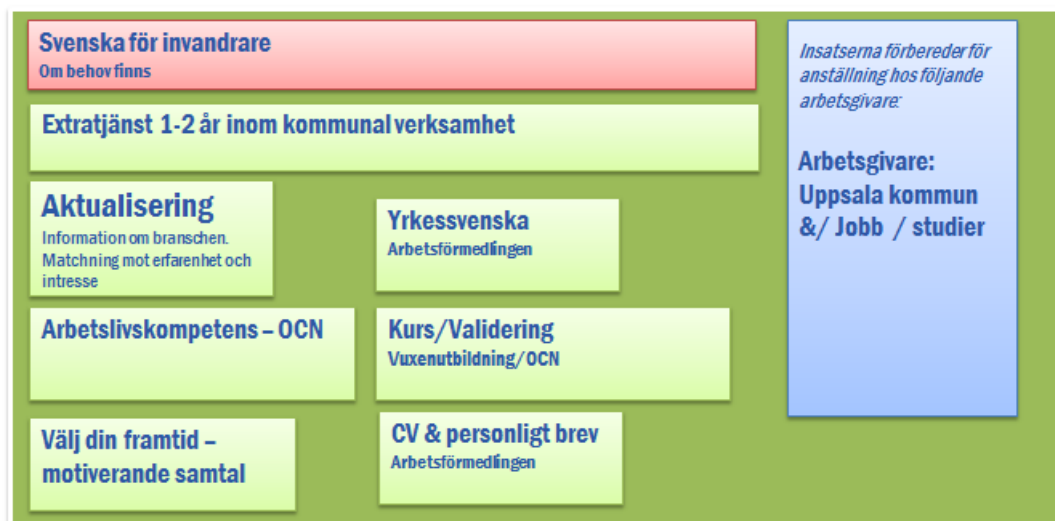 Svenska för invandrare
Om behov finns
Extratjänst 1-2 år inom kommunal verksamhet
Aktualisering
Information om branschen.
Matchning mot erfarenhet och
intresse
Yrkessvenska
Arbetsförmedlingen
Arbetslivskompetens – OCN
Kurs/Validering
Vuxenutbildning/OCN
Välj din framtid –
motiverande samtal
CV & personligt brev
Arbetsförmedlingen
Insatserna förbereder för
anställning hos följande
arbetsgivare:
Arbetsgivare:
Uppsala kommun
&/ Jobb / studier